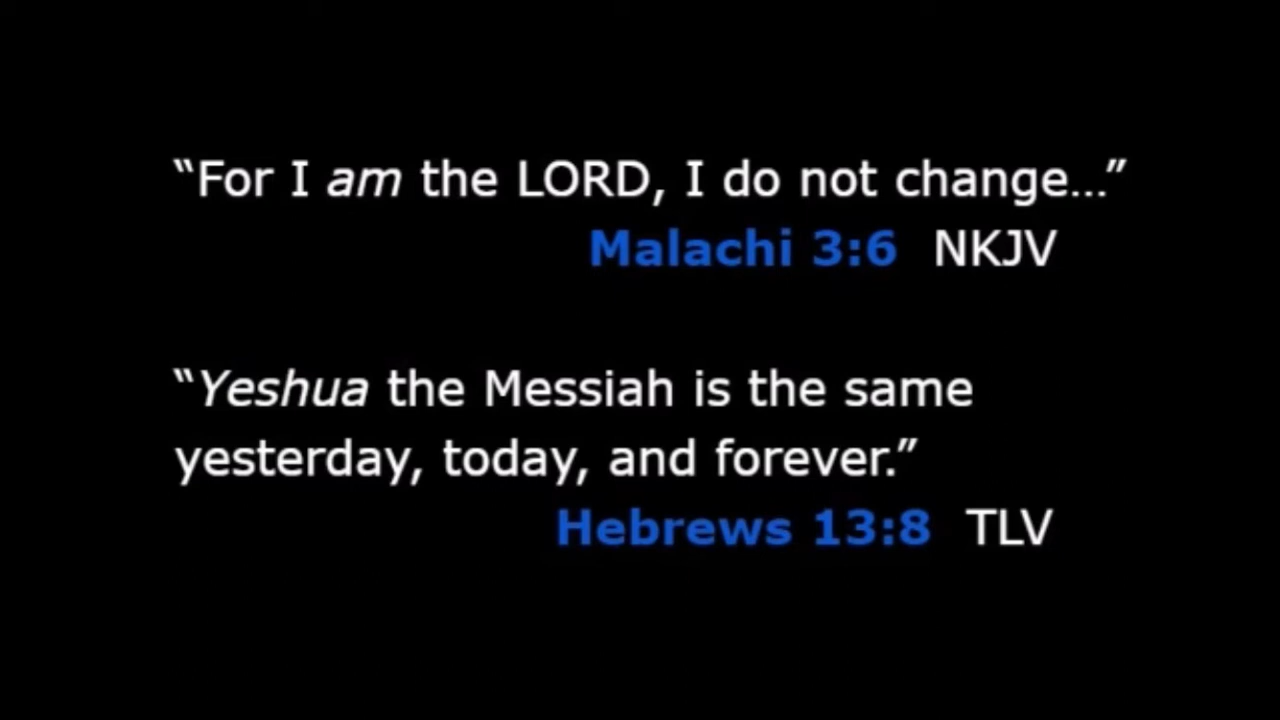 “For I am the LORD, I do not change...”
Malachi 3:6 NKJV
“Yeshua the Messiah is the same
yesterday, today, and forever.”
Hebrews 13:8 TLV